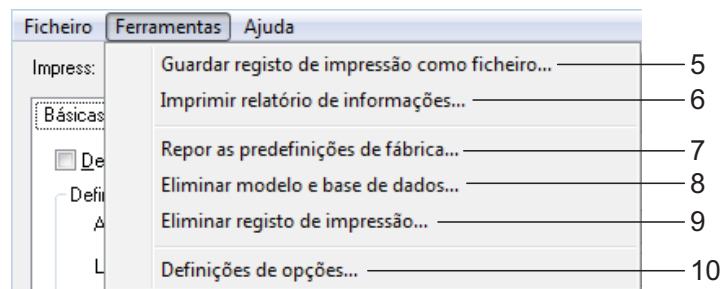 Ficheiro Ferramentas Ajuda
Impress:
Guardar registo de impressão como ficheiro... 5
Imprimir relatório de informações... 6
Básicas
Repor as predefinições de fábrica... 7
De
Eliminar modelo e base de dados... 8
Defi
Eliminar registo de impressão... 9
A
L
Definições de opções... 10